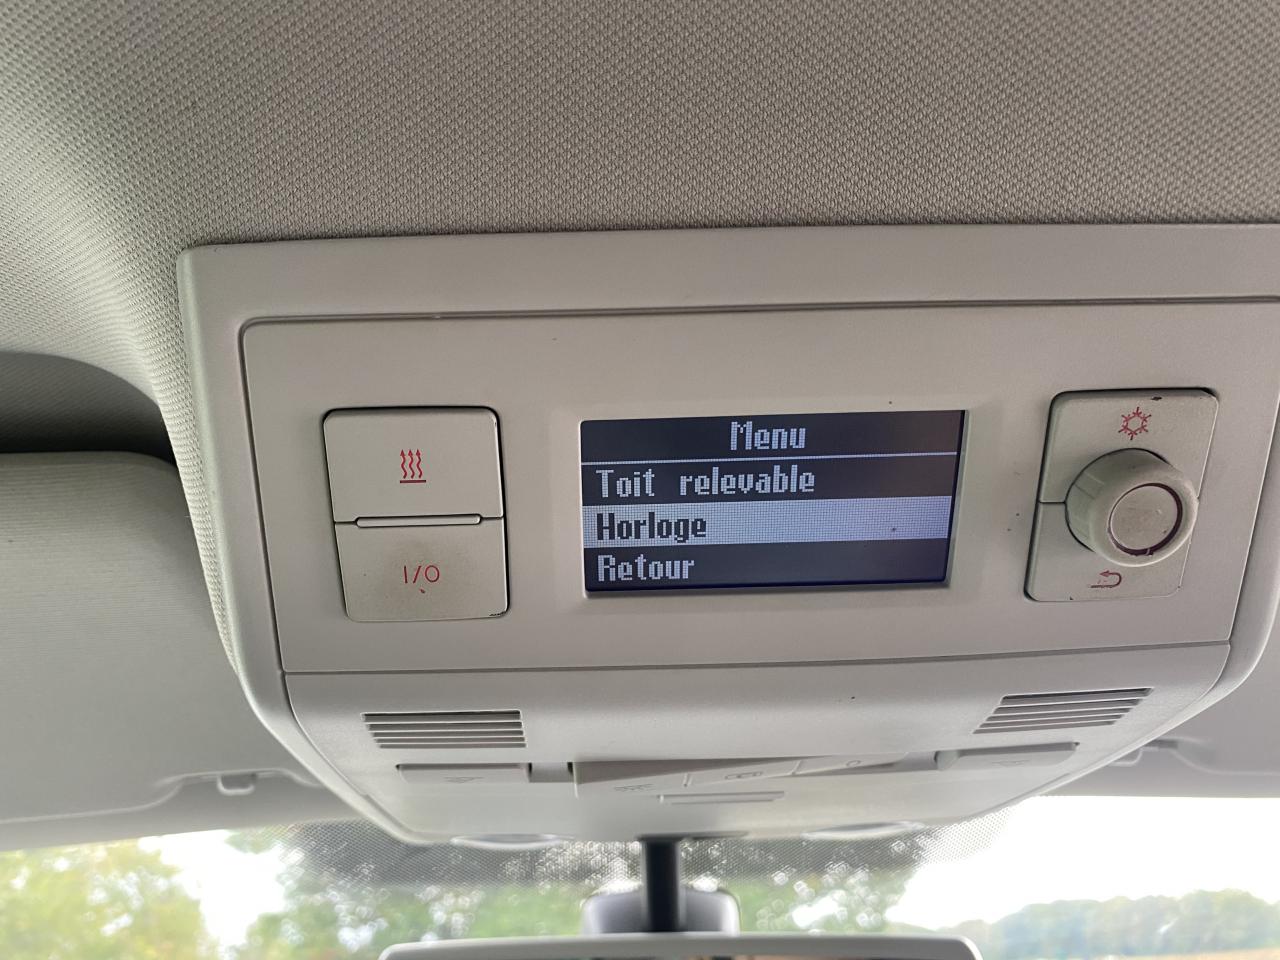 Menu
Toit relevable
Horloge
Retour
I/O